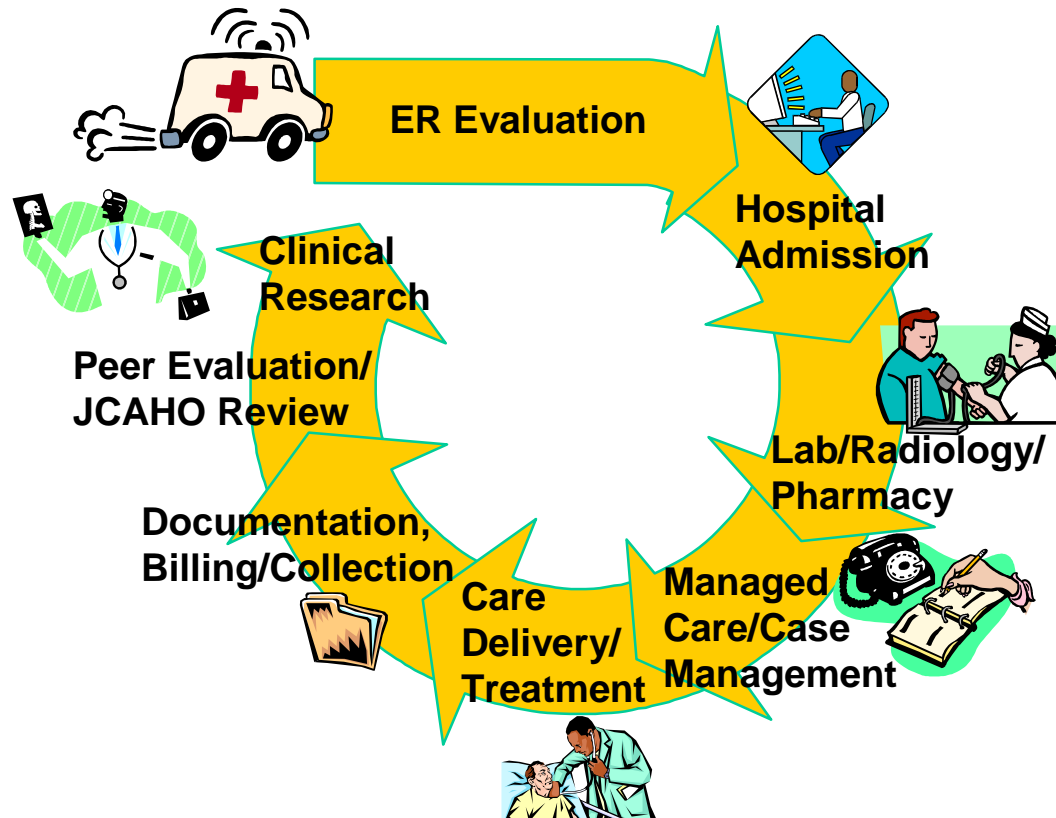 ER Evaluation
Hospital
Admission
Lab/Radiology/
Pharmacy
Managed
Care/Case
Management
Care
Delivery/
Treatment
Documentation,
Billing/Collection
Peer Evaluation/
JCAHO Review
Clinical
Research